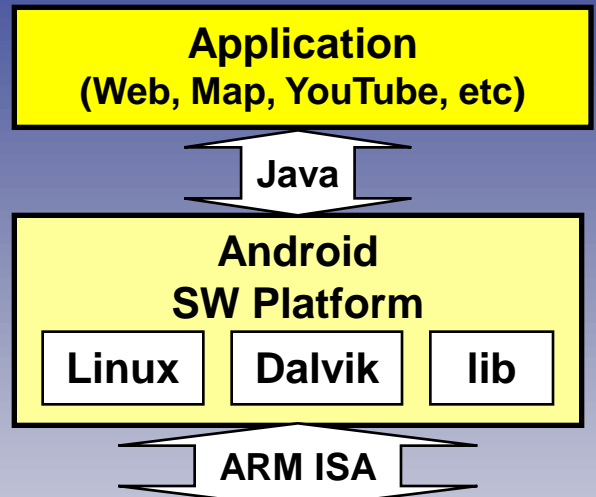 Application
(Web, Map, YouTube, etc)
Java
Android
SW Platform
Linux Dalvik lib
ARM ISA